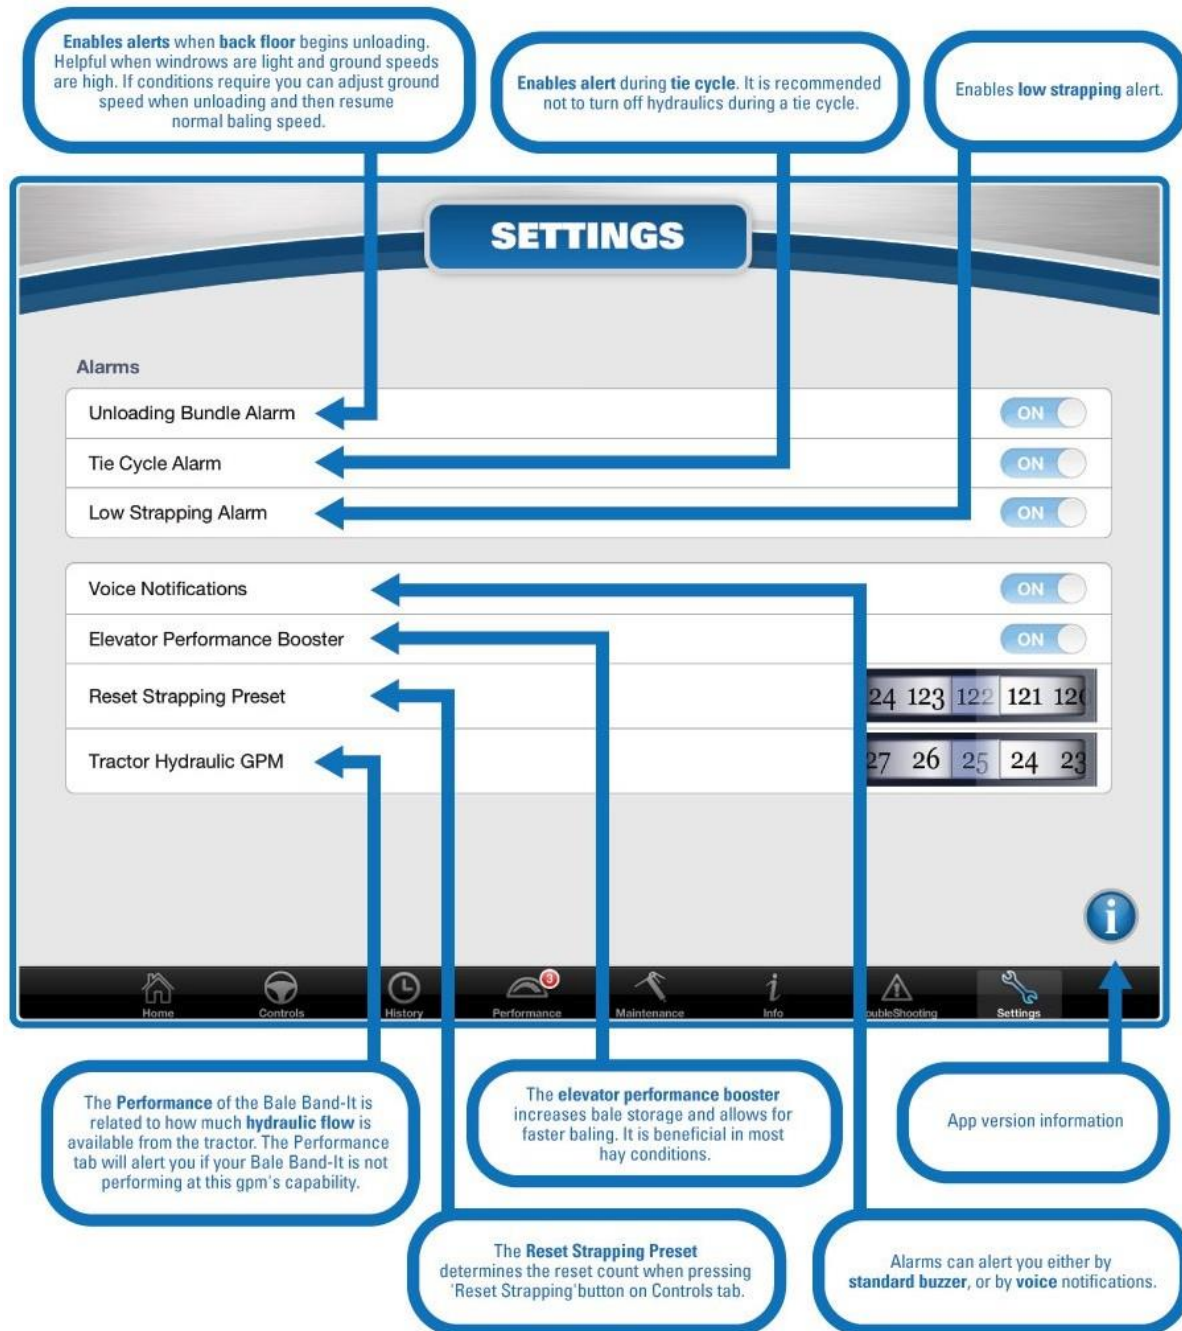 Enables alerts when back floor begins unloading.
Helpful when windrows are light and ground speeds
are high. If conditions require you can adjust ground
speed when unloading and then resume
normal baling speed.
Enables alert during tie cycle. It is recommended
not to turn off hydraulics during a tie cycle.
Enables low strapping alert.
SETTINGS
Alarms
Unloading Bundle Alarm
ON
Tie Cycle Alarm
ON
Low Strapping Alarm
ON
Voice Notifications
ON
Elevator Performance Booster
ON
Reset Strapping Preset
24 123 122 121 120
Tractor Hydraulic GPM
27 26 25 24 23
i
3
Home Controls History Performance Maintenance Info oubleShooting Settings
The Performance of the Bale Band-It is
related to how much hydraulic flow is
available from the tractor. The Performance
tab will alert you if your Bale Band-It is not
performing at this gpm's capability.
The elevator performance booster
increases bale storage and allows for
faster baling. It is beneficial in most
hay conditions.
App version information
The Reset Strapping Preset
determines the reset count when pressing
'Reset Strapping'button on Controls tab.
Alarms can alert you either by
standard buzzer, or by voice notifications.